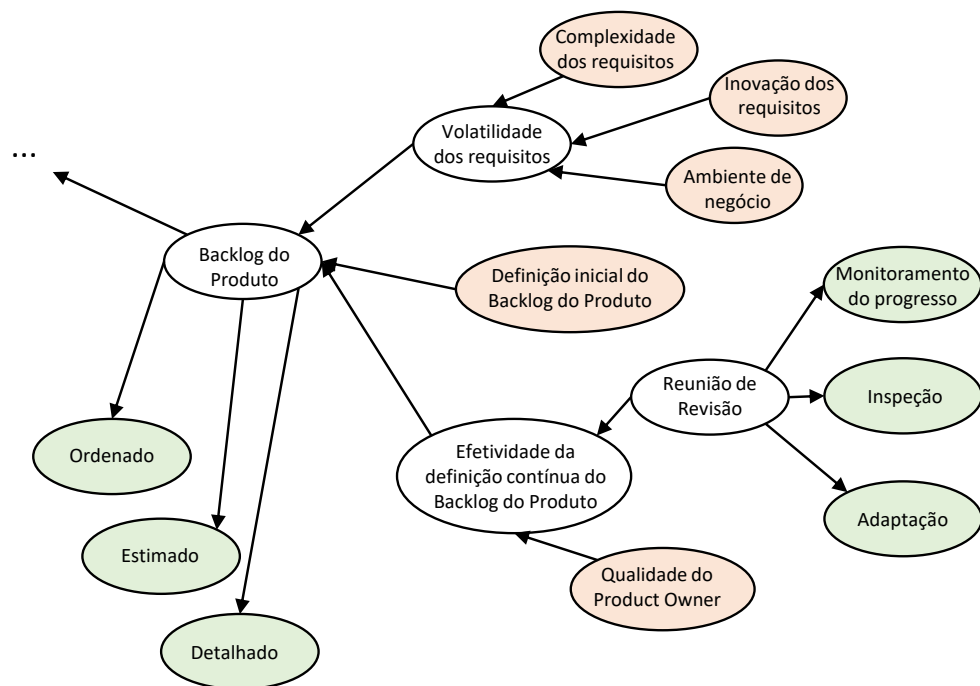 Complexidade
dos requisitos
Inovação dos
requisitos
Volatilidade
dos requisitos
...
Ambiente de
negócio
Backlog do
Produto
Definição inicial do
Backlog do Produto
Monitoramento
do progresso
Reunião de
Revisão
Inspeção
Ordenado
Efetividade da
definição contínua do
Backlog do Produto
Adaptação
Estimado
Qualidade do
Product Owner
Detalhado